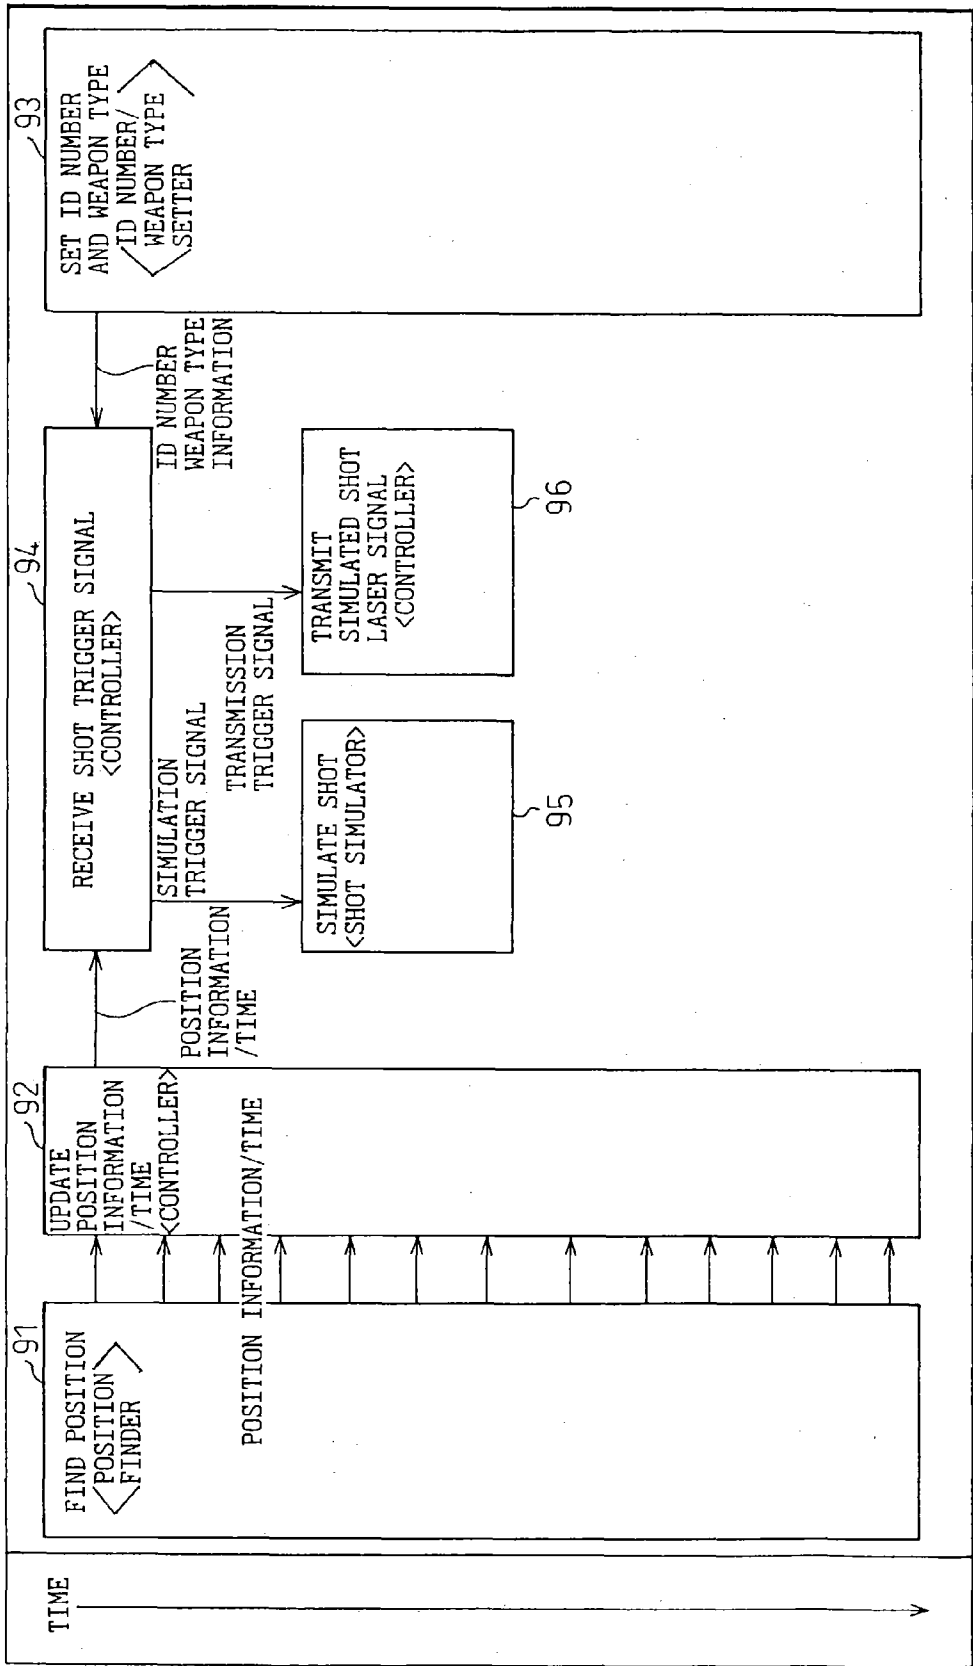 TIME
91
FIND POSITION
<POSITION
FINDER>
POSITION INFORMATION/TIME
92
UPDATE
POSITION
INFORMATION
/TIME
<CONTROLLER>
POSITION
INFORMATION
/TIME
94
RECEIVE SHOT TRIGGER SIGNAL
<CONTROLLER>
SIMULATION
TRIGGER SIGNAL
TRANSMISSION
TRIGGER SIGNAL
SIMULATE SHOT
<SHOT SIMULATOR>
95
TRANSMIT
SIMULATED SHOT
LASER SIGNAL
<CONTROLLER>
96
ID NUMBER
WEAPON TYPE
INFORMATION
93
SET ID NUMBER
AND WEAPON TYPE
<ID NUMBER/
WEAPON TYPE
SETTER>